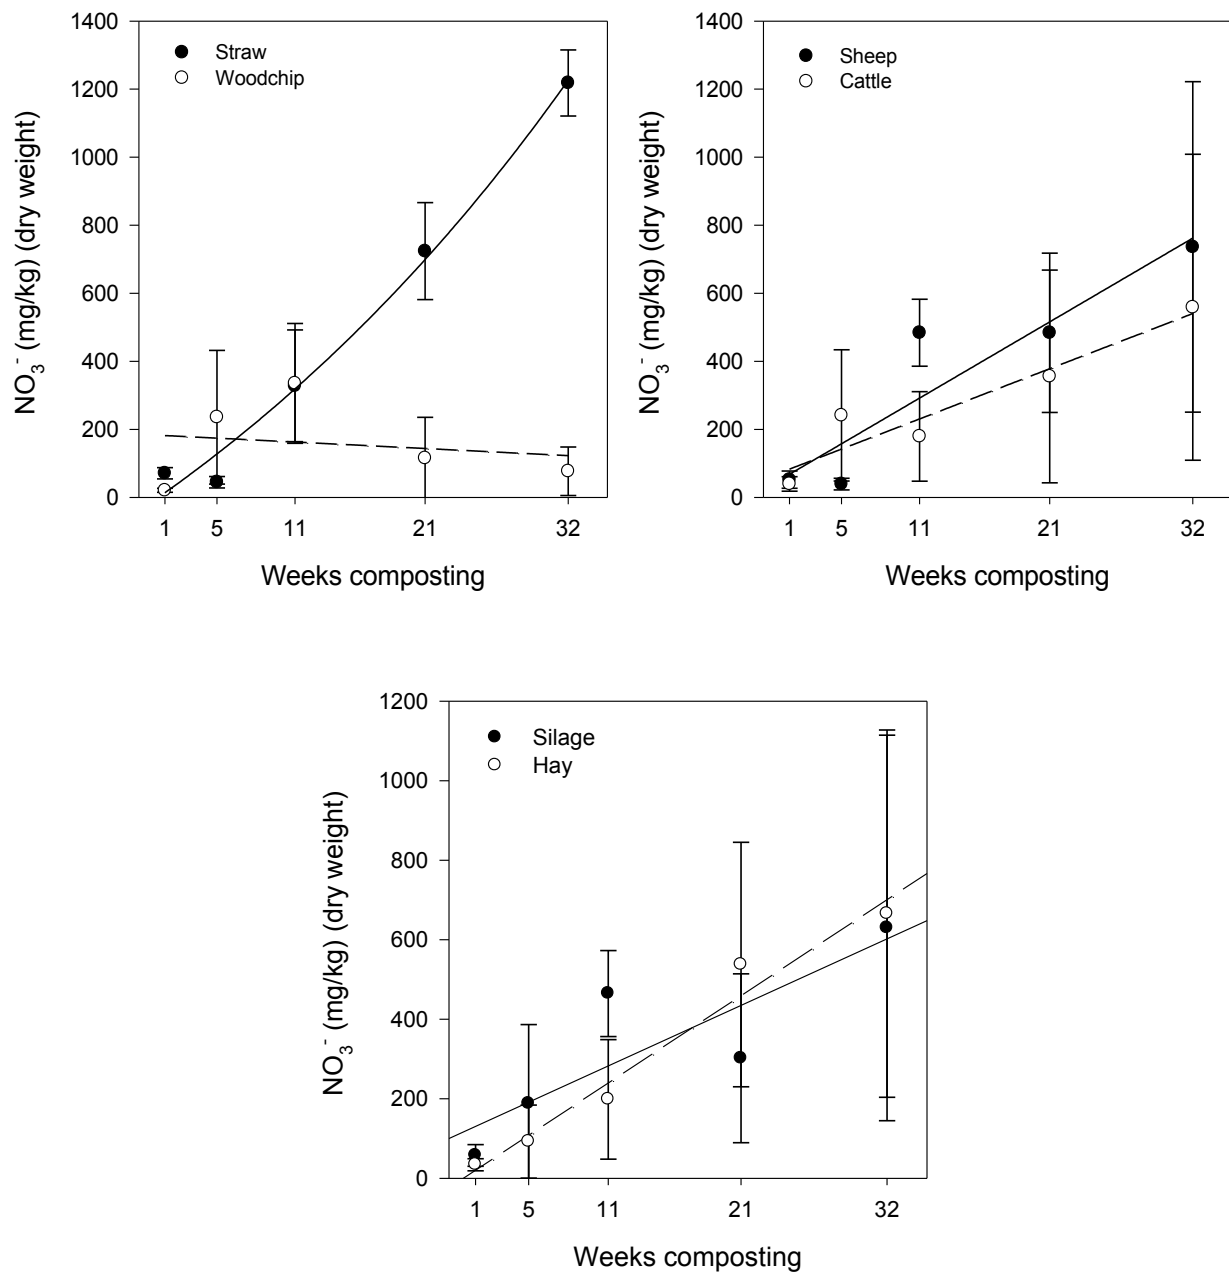 NO₃⁻ (mg/kg) (dry weight)
1400
1200
1000
800
600
400
200
0
Straw
Woodchip
1 5 11 21 32
Weeks composting
NO₃⁻ (mg/kg) (dry weight)
1400
1200
1000
800
600
400
200
0
Sheep
Cattle
1 5 11 21 32
Weeks composting
NO₃⁻ (mg/kg) (dry weight)
1200
1000
800
600
400
200
0
Silage
Hay
1 5 11 21 32
Weeks composting